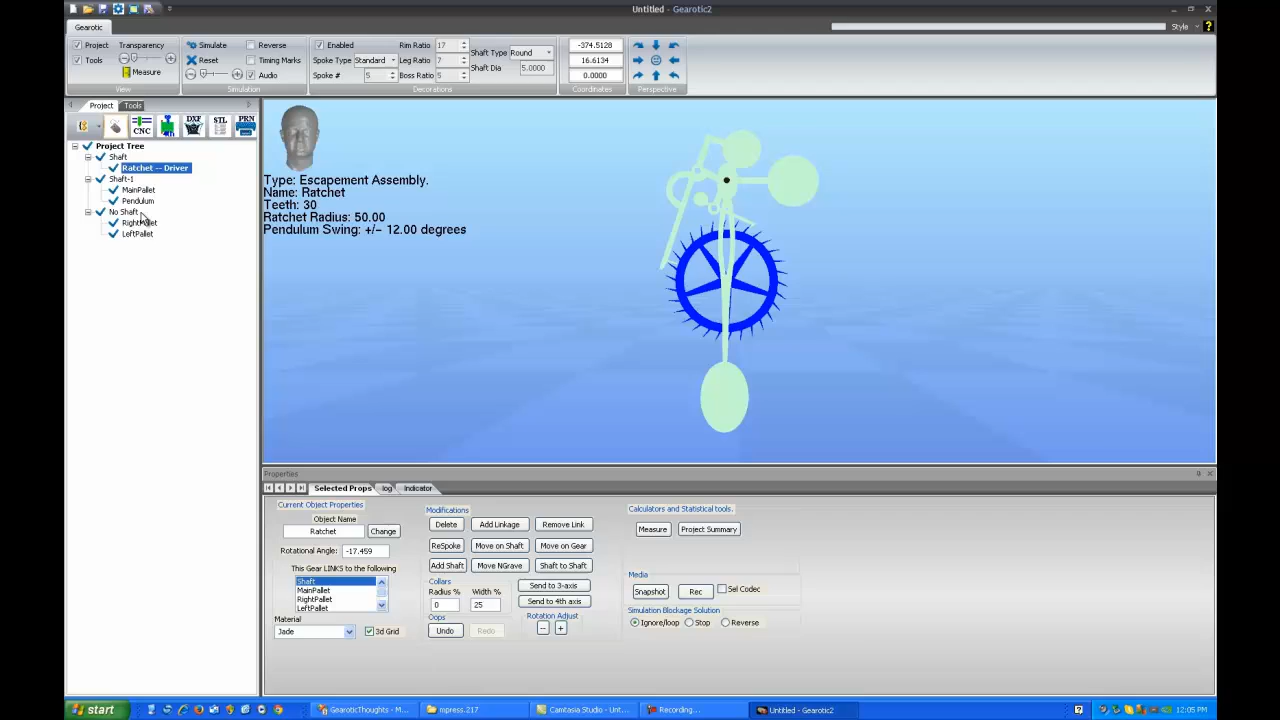 Untitled - Gearotic2
Gearotic
Style
Project
Transparency
Tools
Measure
View
Simulate
Reverse
Reset
Timing Marks
Audio
Simulation
Enabled
Rim Ratio 17
Spoke Type Standard
Leg Ratio 7
Spoke # 5
Boss Ratio 5
Shaft Type Round
Shaft Dia 5.0000
Decorations
-374.5128
16.6134
0.0000
Coordinates
Perspective
Project Tools
CNC DXF STL PRN
Project Tree
Shaft
Ratchet -- Driver
Shaft-1
MainPallet
Pendulum
No Shaft
RightPallet
LeftPallet
Type: Escapement Assembly.
Name: Ratchet
Teeth: 30
Ratchet Radius: 50.00
Pendulum Swing: +/- 12.00 degrees
Properties
Selected Props log Indicator
Current Object Properties
Object Name
Ratchet Change
Rotational Angle: -17.459
This Gear LINKS to the following
Shaft
MainPallet
RightPallet
LeftPallet
Material
Jade 3d Grid
Modifications
Delete Add Linkage Remove Link
ReSpoke Move on Shaft Move on Gear
Add Shaft Move NGrave Shaft to Shaft
Collars
Radius % Width %
0 25
Send to 3-axis
Send to 4th axis
Oops
Undo Redo
Rotation Adjust
- +
Calculators and Statistical tools.
Measure Project Summary
Media
Snapshot Rec Sel Codec
Simulation Blockage Solution
Ignore/loop Stop Reverse
start
GearoticThoughts - M...
mpress.217
Camtasia Studio - Unt...
Recording...
Untitled - Gearotic2
12:05 PM